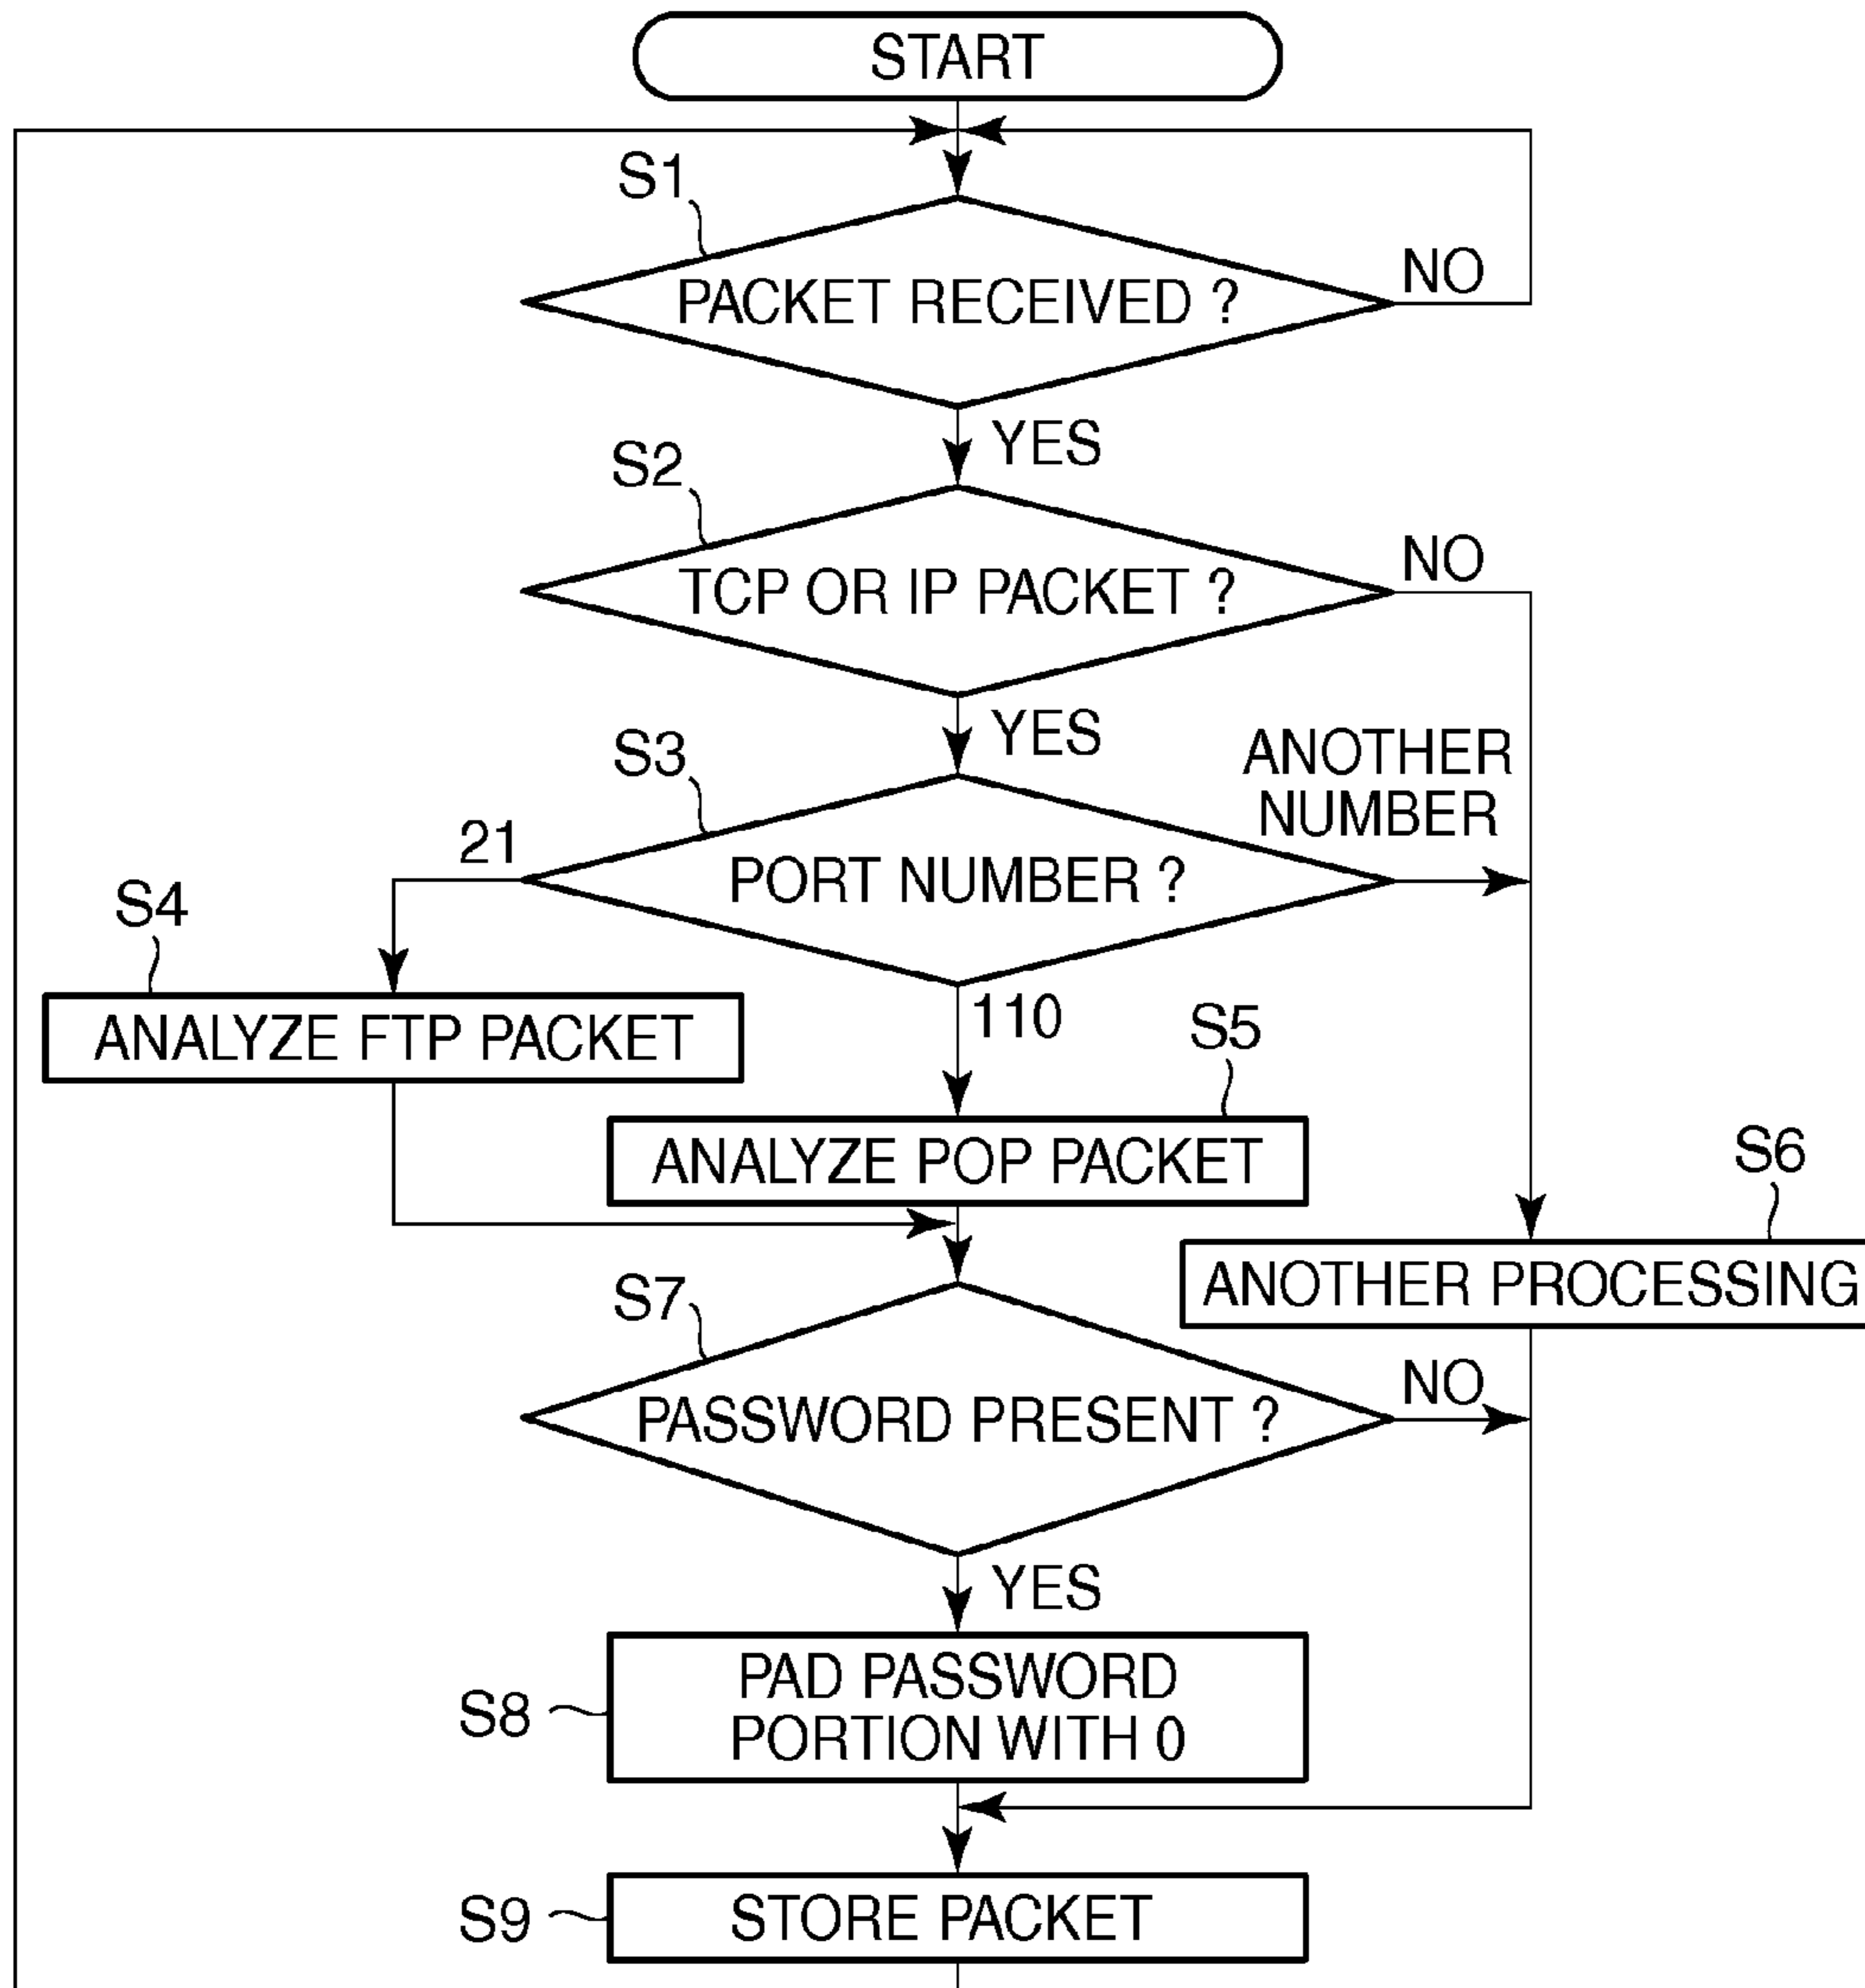 START
S1
PACKET RECEIVED ?
NO
YES
S2
TCP OR IP PACKET ?
NO
YES
S3
ANOTHER
NUMBER
21
PORT NUMBER ?
S4
ANALYZE FTP PACKET
110
S5
ANALYZE POP PACKET
S6
ANOTHER PROCESSING
S7
PASSWORD PRESENT ?
NO
YES
S8
PAD PASSWORD
PORTION WITH 0
S9
STORE PACKET